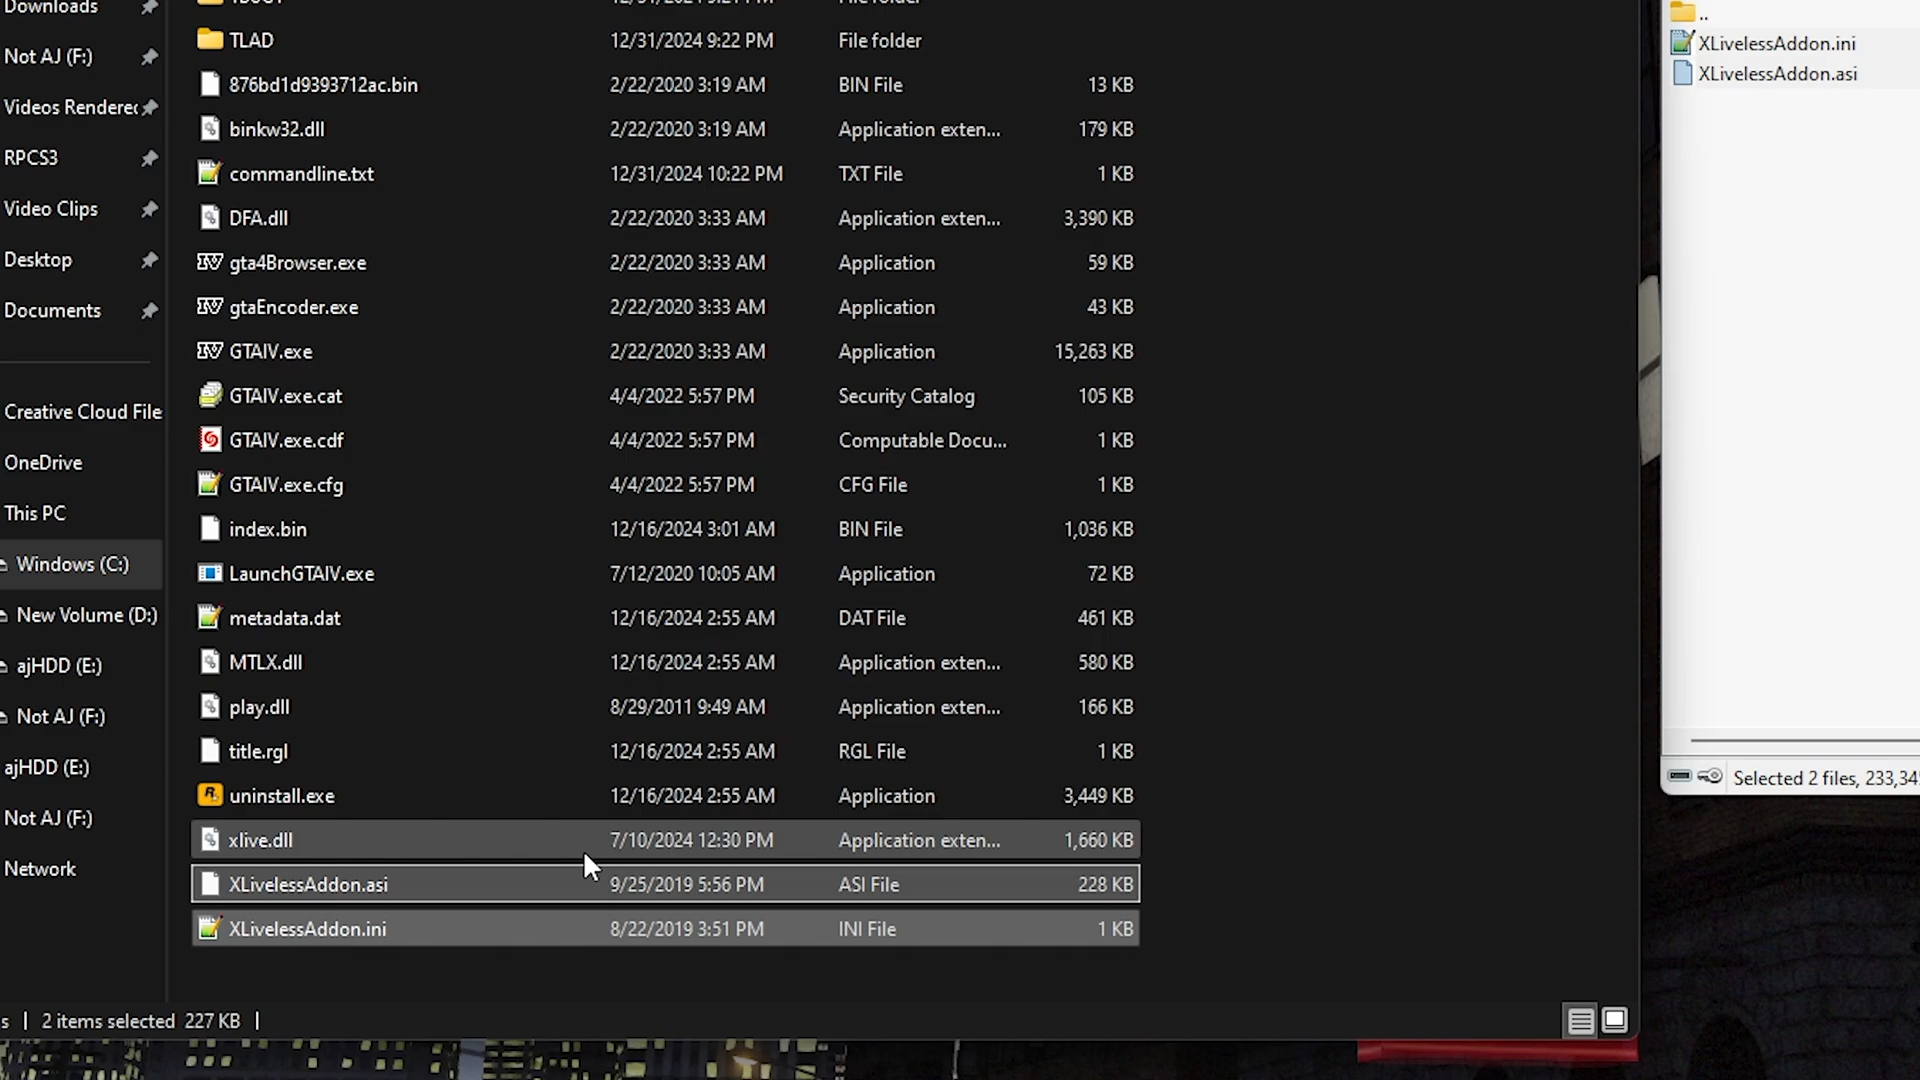 Downloads
Not AJ (F:)
Videos Rendered
RPCS3
Video Clips
Desktop
Documents
Creative Cloud File
OneDrive
This PC
Windows (C:)
New Volume (D:)
ajHDD (E:)
Not AJ (F:)
ajHDD (E:)
Not AJ (F:)
Network
TLAD 12/31/2024 9:22 PM File folder
876bd1d9393712ac.bin 2/22/2020 3:19 AM BIN File 13 KB
binkw32.dll 2/22/2020 3:19 AM Application exten... 179 KB
commandline.txt 12/31/2024 10:22 PM TXT File 1 KB
DFA.dll 2/22/2020 3:33 AM Application exten... 3,390 KB
gta4Browser.exe 2/22/2020 3:33 AM Application 59 KB
gtaEncoder.exe 2/22/2020 3:33 AM Application 43 KB
GTAIV.exe 2/22/2020 3:33 AM Application 15,263 KB
GTAIV.exe.cat 4/4/2022 5:57 PM Security Catalog 105 KB
GTAIV.exe.cdf 4/4/2022 5:57 PM Computable Docu... 1 KB
GTAIV.exe.cfg 4/4/2022 5:57 PM CFG File 1 KB
index.bin 12/16/2024 3:01 AM BIN File 1,036 KB
LaunchGTAIV.exe 7/12/2020 10:05 AM Application 72 KB
metadata.dat 12/16/2024 2:55 AM DAT File 461 KB
MTLX.dll 12/16/2024 2:55 AM Application exten... 580 KB
play.dll 8/29/2011 9:49 AM Application exten... 166 KB
title.rgl 12/16/2024 2:55 AM RGL File 1 KB
uninstall.exe 12/16/2024 2:55 AM Application 3,449 KB
xlive.dll 7/10/2024 12:30 PM Application exten... 1,660 KB
XLivelessAddon.asi 9/25/2019 5:56 PM ASI File 228 KB
XLivelessAddon.ini 8/22/2019 3:51 PM INI File 1 KB
s | 2 items selected 227 KB |
..
XLivelessAddon.ini
XLivelessAddon.asi
Selected 2 files, 233,34